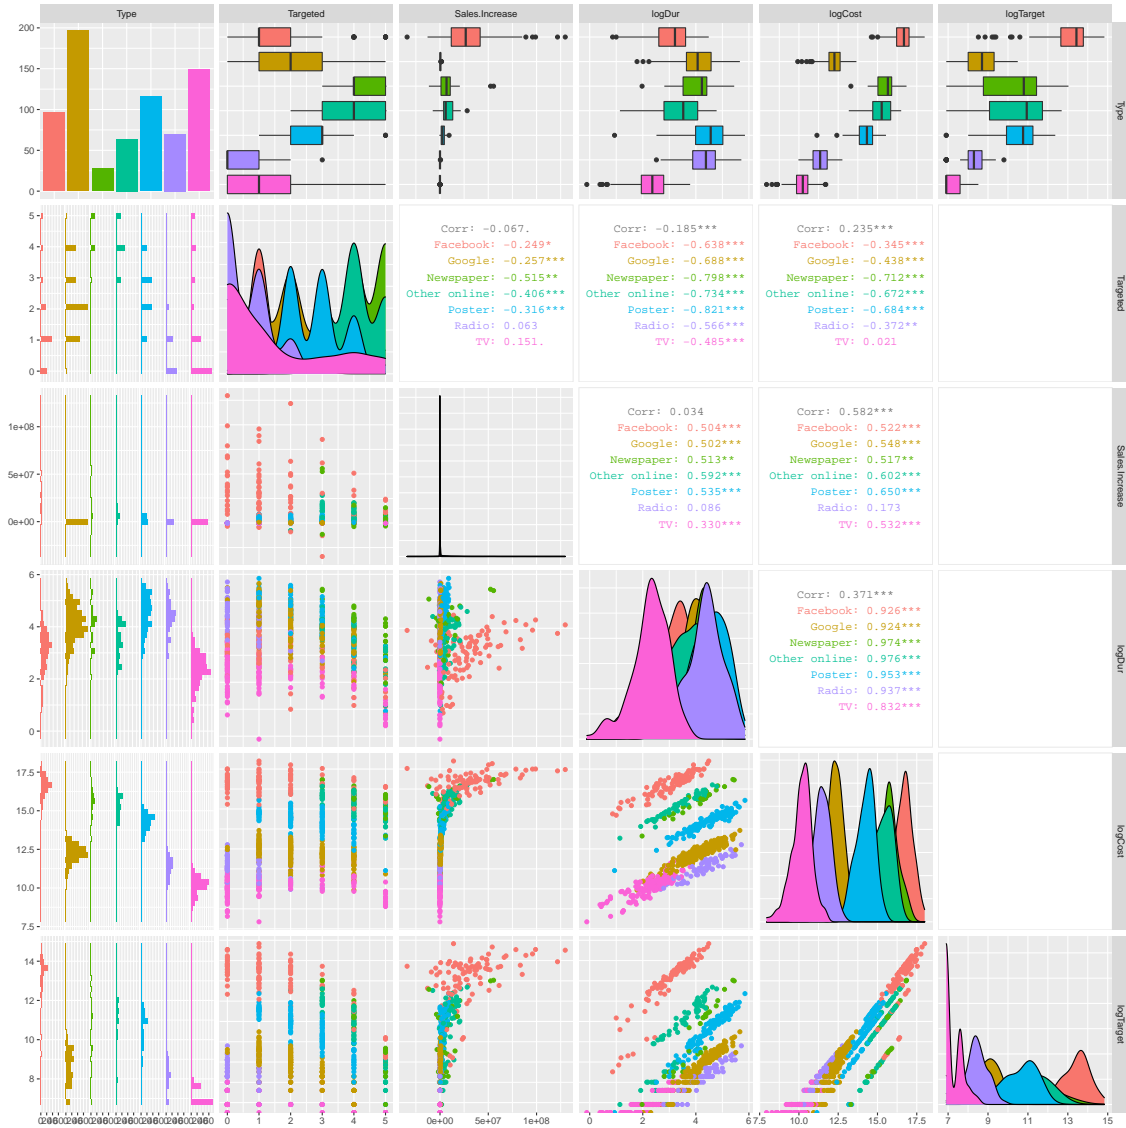 Type
Targeted
Sales.Increase
logDur
logCost
logTarget
200
150
100
50
0
Type
5
4
3
2
1
0
Corr: −0.067.
Facebook: −0.249*
Google: −0.257***
Newspaper: −0.515**
Other online: −0.406***
Poster: −0.316***
Radio: 0.063
TV: 0.151.
Corr: −0.185***
Facebook: −0.638***
Google: −0.688***
Newspaper: −0.798***
Other online: −0.734***
Poster: −0.821***
Radio: −0.566***
TV: −0.485***
Corr: 0.235***
Facebook: −0.345***
Google: −0.438***
Newspaper: −0.712***
Other online: −0.672***
Poster: −0.684***
Radio: −0.372**
TV: 0.021
Targeted
1e+08
5e+07
0e+00
Corr: 0.034
Facebook: 0.504***
Google: 0.502***
Newspaper: 0.513**
Other online: 0.592***
Poster: 0.535***
Radio: 0.086
TV: 0.330***
Corr: 0.582***
Facebook: 0.522***
Google: 0.548***
Newspaper: 0.517**
Other online: 0.602***
Poster: 0.650***
Radio: 0.173
TV: 0.532***
Sales.Increase
6
4
2
0
Corr: 0.371***
Facebook: 0.926***
Google: 0.924***
Newspaper: 0.974***
Other online: 0.976***
Poster: 0.953***
Radio: 0.937***
TV: 0.832***
logDur
17.5
15.0
12.5
10.0
7.5
logCost
14
12
10
8
logTarget
0 1 2 3 4 5
0e+00 5e+07 1e+08
0 2 4 6
7.5 10.0 12.5 15.0 17.5
7 9 11 13 15